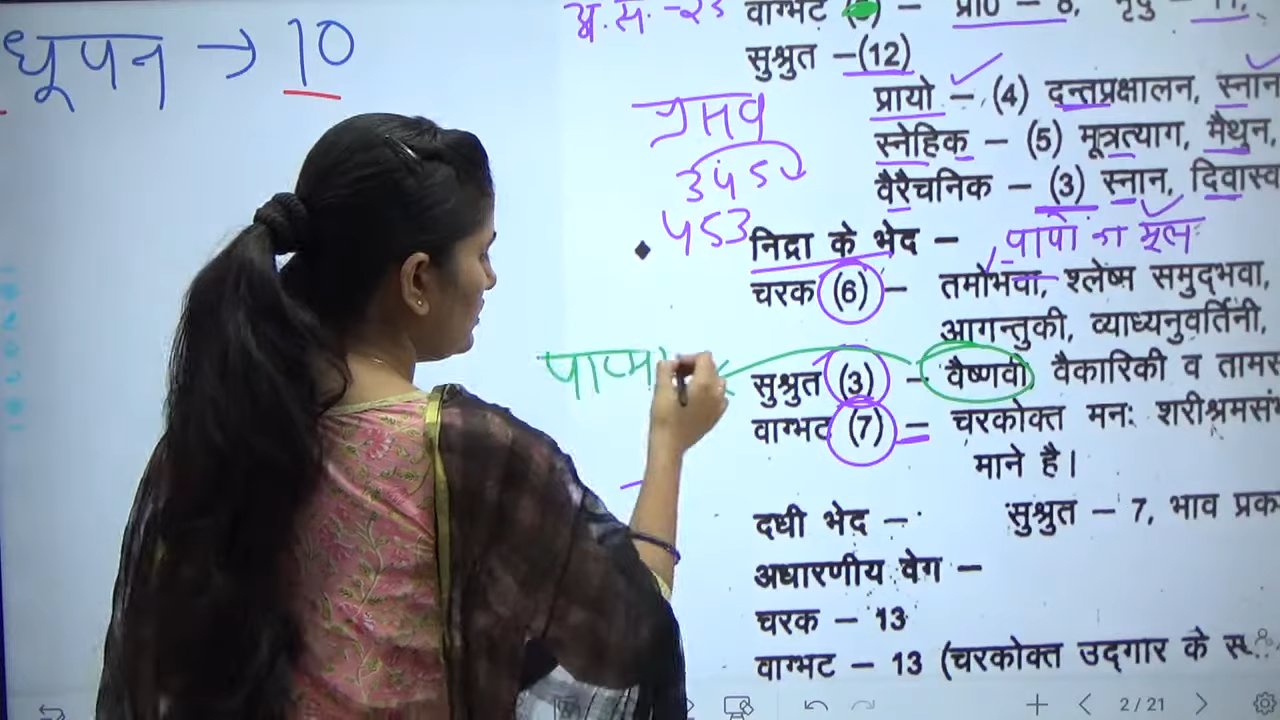 धूपन → 10
अ.स. -23
वाग्भट – प्रा० – 8,
सुश्रुत –(12)
प्रायो – (4) दन्तप्रक्षालन, स्नान
स्नेहिक – (5) मूत्रत्याग, मैथुन,
वैरैचनिक – (3) स्नान, दिवास्व
345
453
♦ निद्रा के भेद – पापो का मूल
चरक (6) – तमोभवा, श्लेष्म समुद्भवा,
आगन्तुकी, व्याध्यनुवर्तिनी,
सुश्रुत (3) – वैष्णवी वैकारिकी व तामस
वाग्भट (7) – चरकोक्त मनः शरीश्रमसं
माने है।
पाप्म
दधी भेद – सुश्रुत – 7, भाव प्रक
अधारणीय वेग –
चरक – 13
वाग्भट – 13 (चरकोक्त उद्गार के स्
2/21